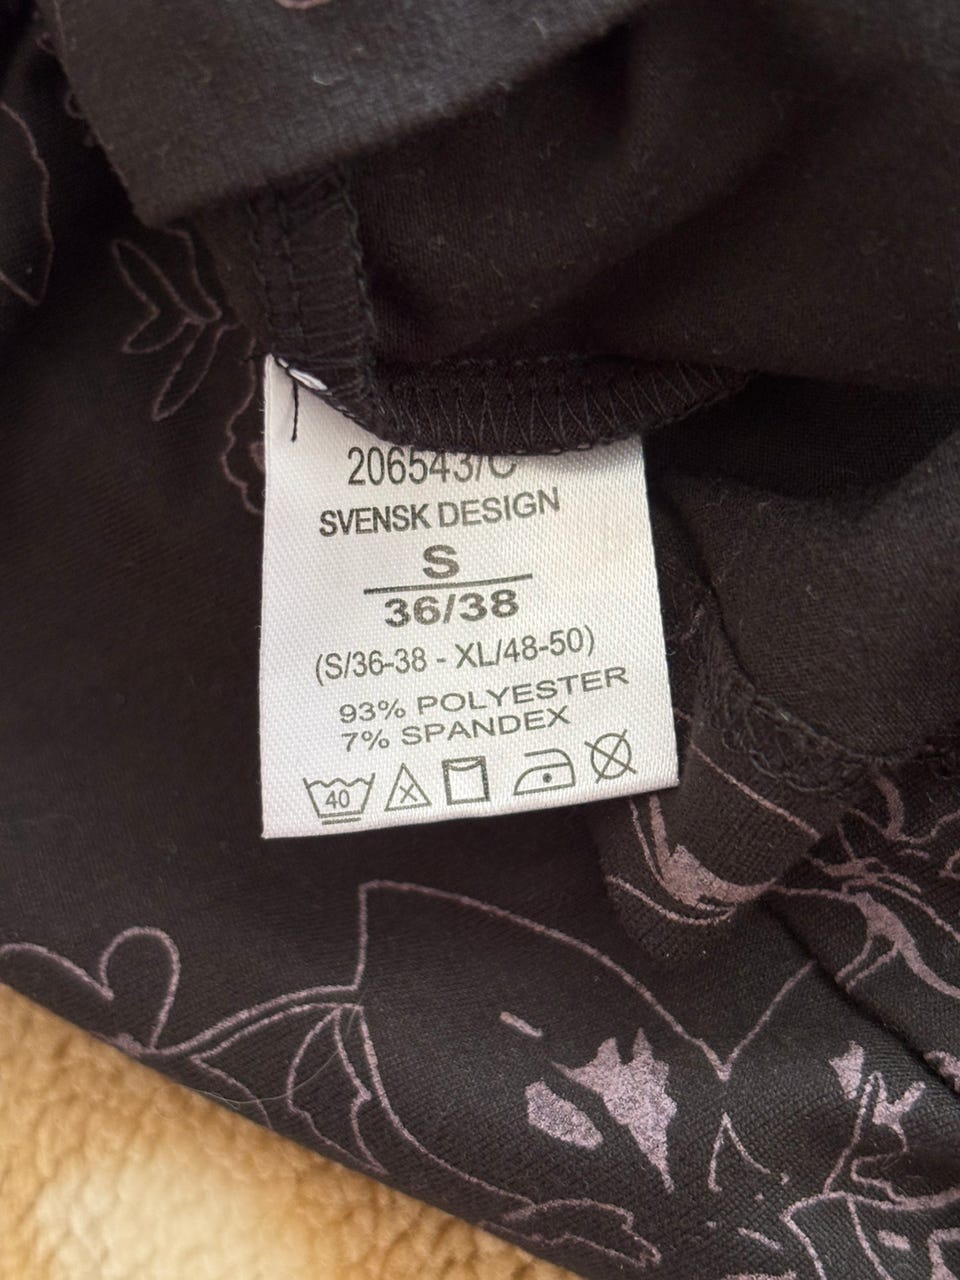 206543/C
SVENSK DESIGN
S
36/38
(S/36-38 - XL/48-50)
93% POLYESTER
7% SPANDEX
40